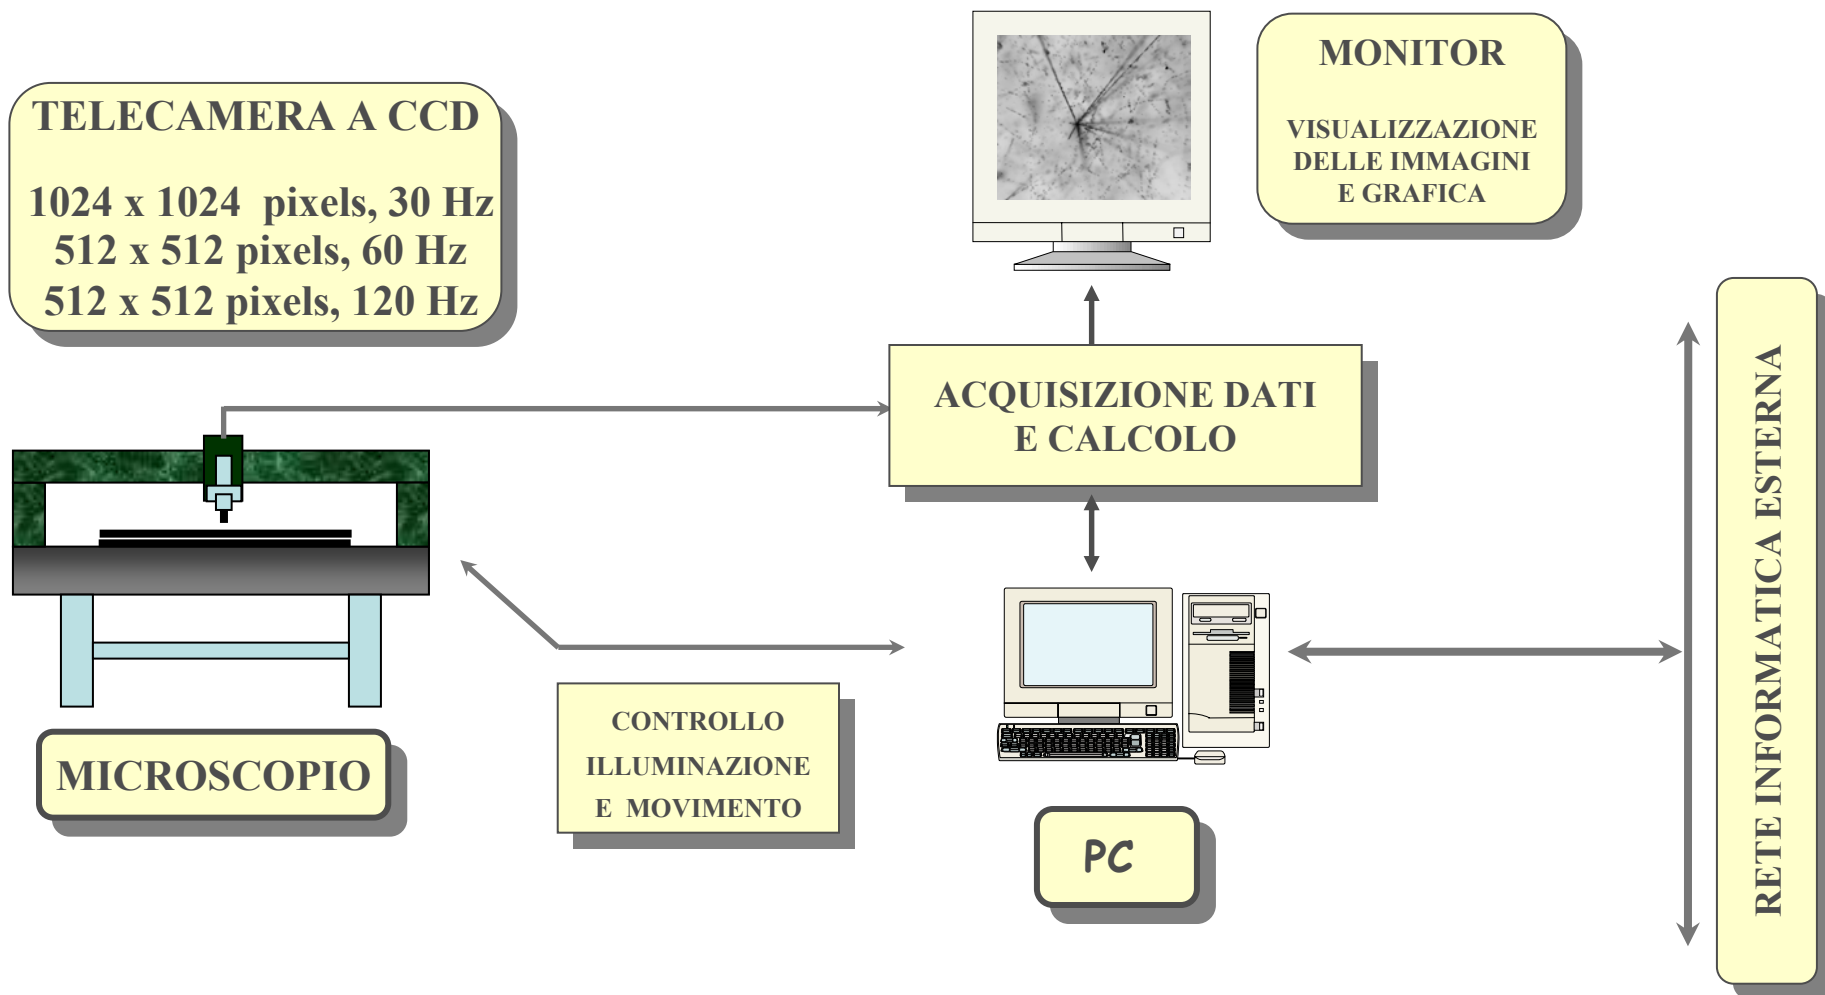 TELECAMERA A CCD
1024 x 1024 pixels, 30 Hz
512 x 512 pixels, 60 Hz
512 x 512 pixels, 120 Hz
MONITOR
VISUALIZZAZIONE
DELLE IMMAGINI
E GRAFICA
ACQUISIZIONE DATI
E CALCOLO
MICROSCOPIO
CONTROLLO
ILLUMINAZIONE
E MOVIMENTO
PC
RETE INFORMATICA ESTERNA